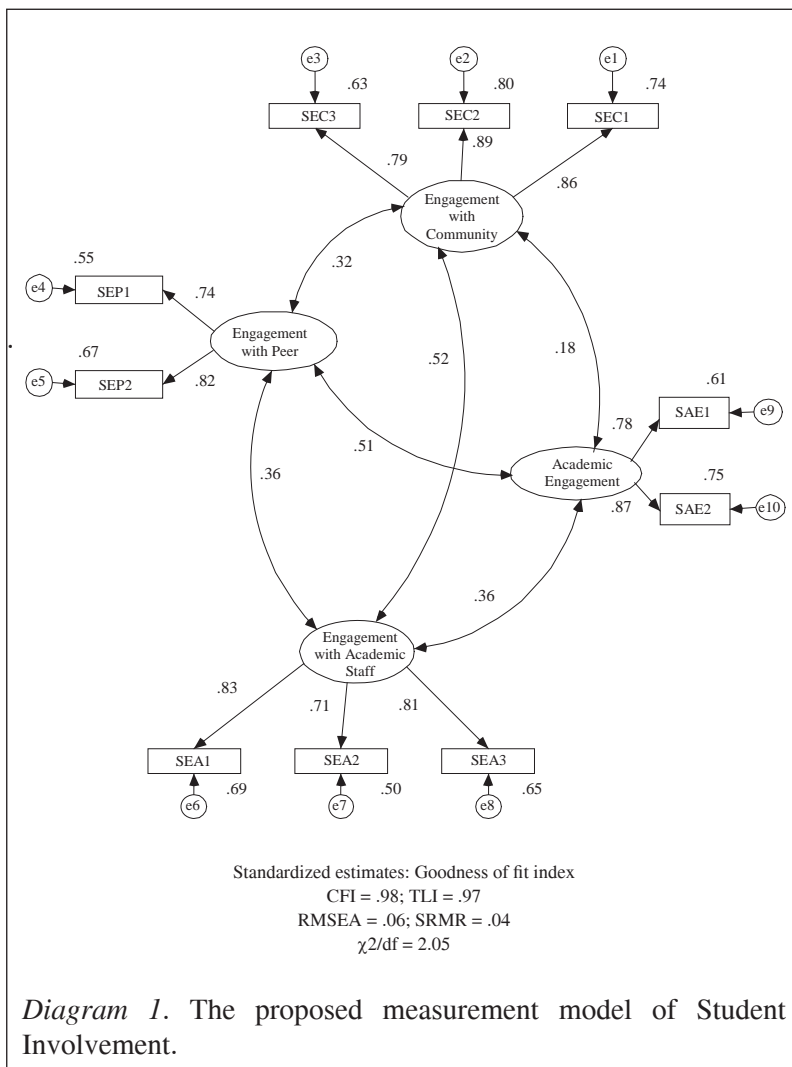 e3
e2
e1
.63
.80
.74
SEC3
SEC2
SEC1
.79
.89
.86
Engagement
with
Community
.55
e4
SEP1
.74
.32
.67
Engagement
with Peer
e5
SEP2
.82
.52
.18
.61
SAE1
e9
.78
.51
.36
Academic
Engagement
.75
.87
SAE2
e10
.36
Engagement
with Academic
Staff
.83
.71
.81
SEA1
SEA2
SEA3
e6
.69
e7
.50
e8
.65
Standardized estimates: Goodness of fit index
CFI = .98; TLI = .97
RMSEA = .06; SRMR = .04
χ2/df = 2.05
Diagram 1. The proposed measurement model of Student
Involvement.